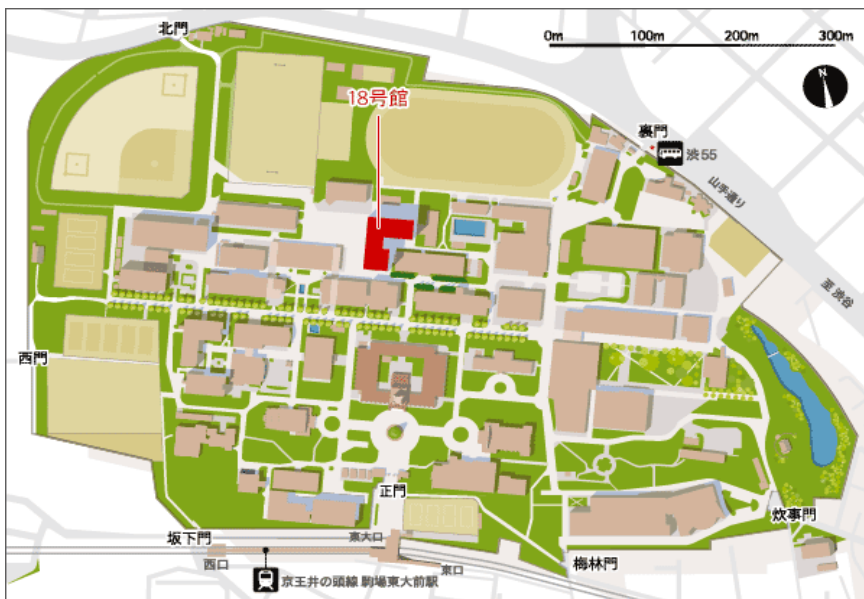 北門
0m 100m 200m 300m
N
18号館
裏門
渋55
山手通り
至 渋谷
西門
正門
坂下門
東大口
炊事門
西口
東口
梅林門
京王井の頭線 駒場東大前駅